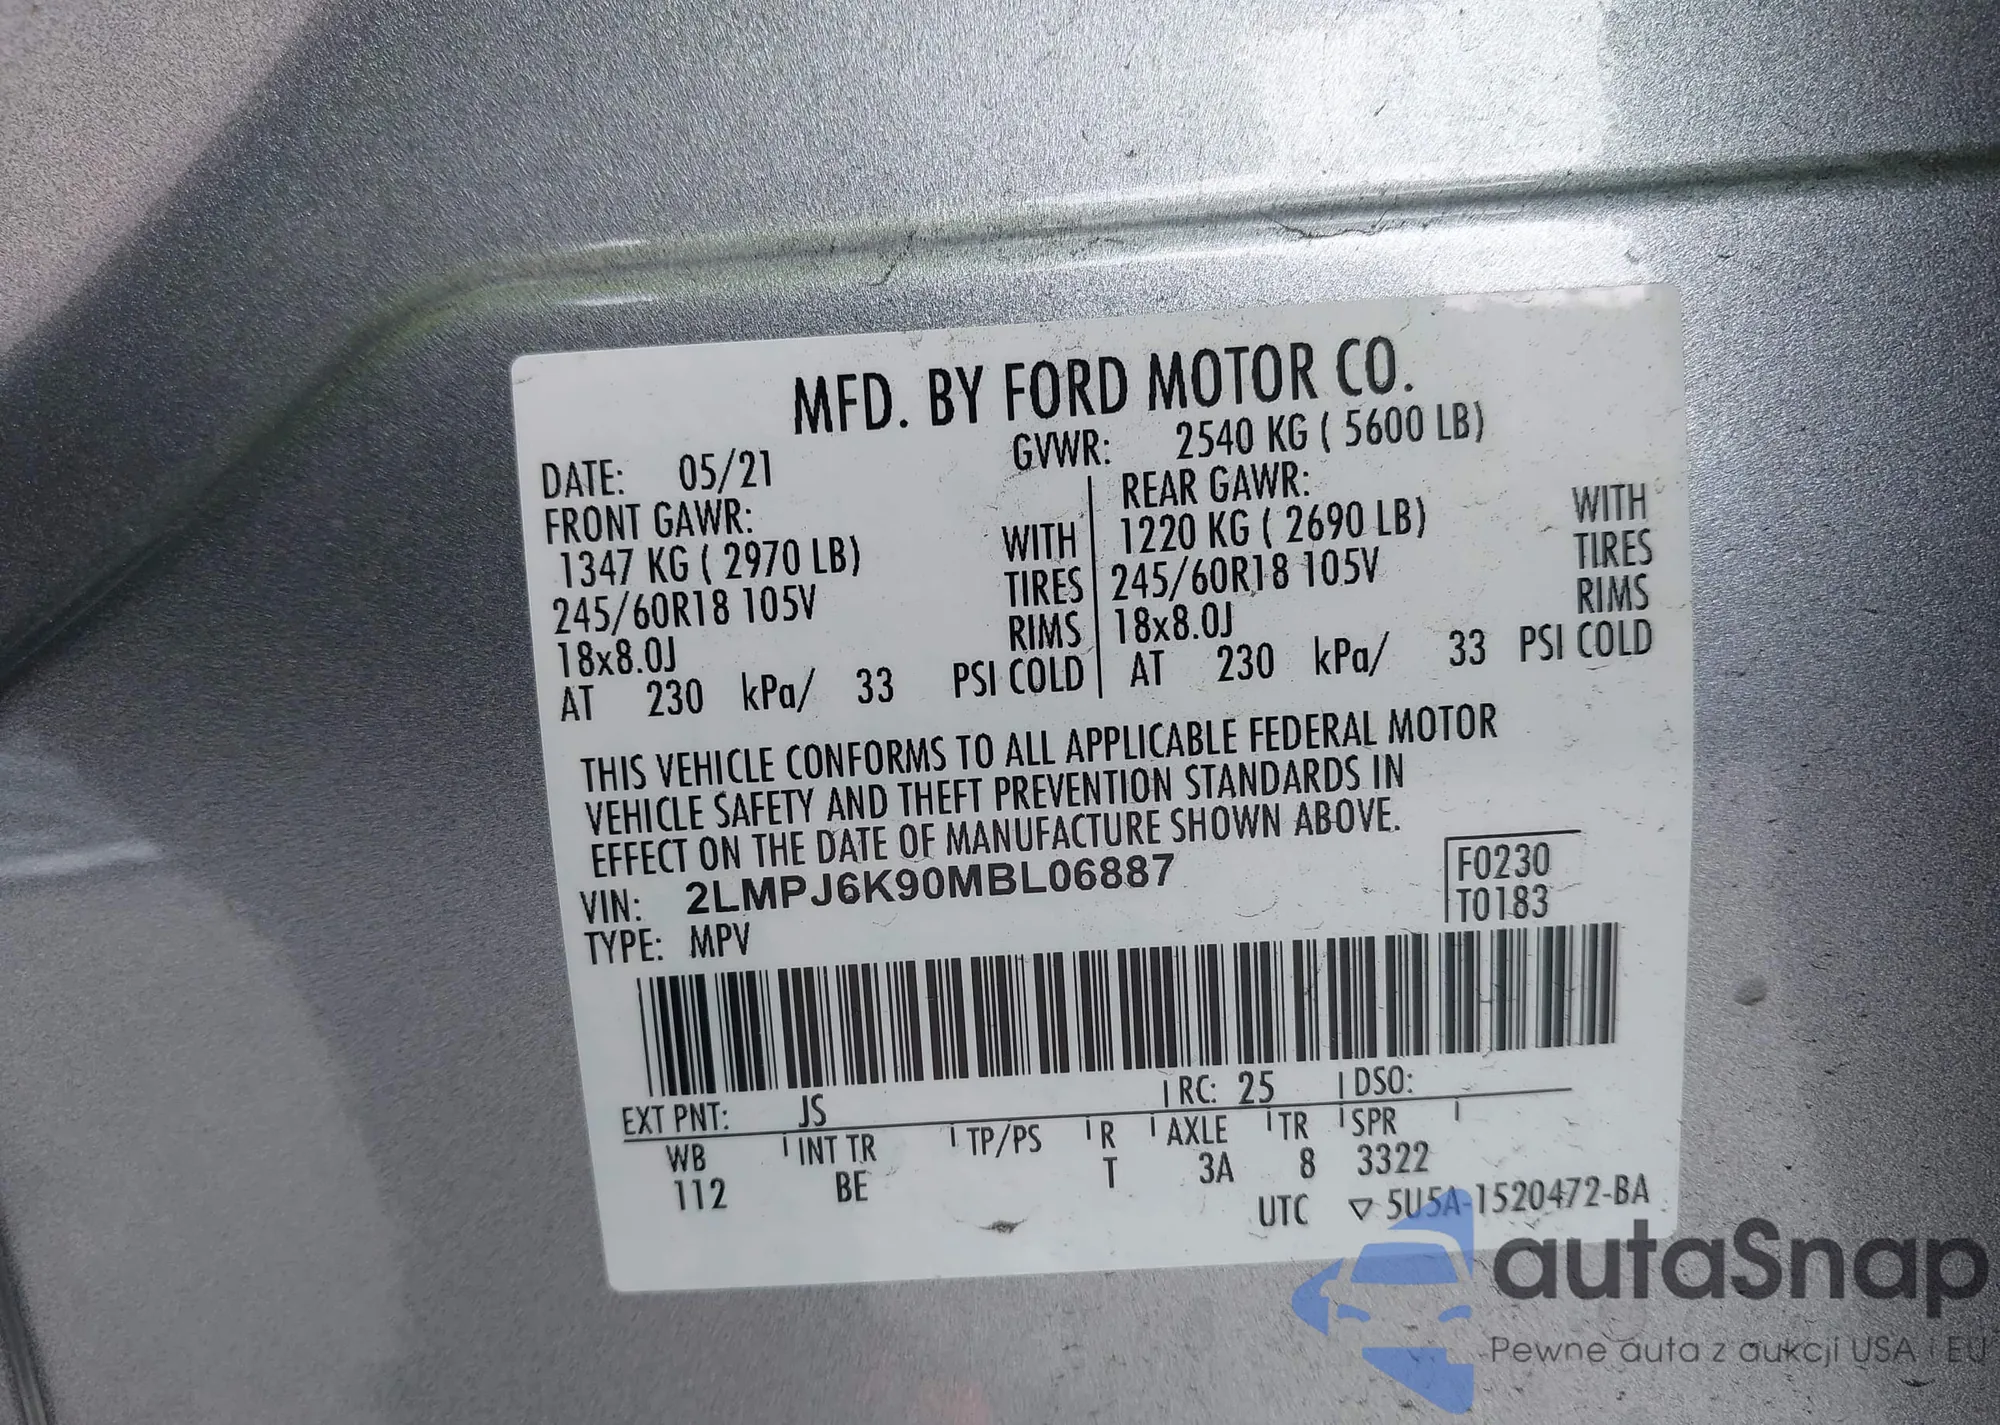 MFD. BY FORD MOTOR CO.
DATE: 05/21 GVWR: 2540 KG ( 5600 LB)
FRONT GAWR: REAR GAWR:
1347 KG ( 2970 LB) WITH 1220 KG ( 2690 LB) WITH
245/60R18 105V TIRES 245/60R18 105V TIRES
18x8.0J RIMS 18x8.0J RIMS
AT 230 kPa/ 33 PSI COLD AT 230 kPa/ 33 PSI COLD
THIS VEHICLE CONFORMS TO ALL APPLICABLE FEDERAL MOTOR
VEHICLE SAFETY AND THEFT PREVENTION STANDARDS IN
EFFECT ON THE DATE OF MANUFACTURE SHOWN ABOVE.
VIN: 2LMPJ6K90MBL06887 F0230
TYPE: MPV T0183
EXT PNT: JS RC: 25 DSO:
WB INT TR TP/PS R AXLE TR SPR
112 BE T 3A 8 3322
UTC ▽ 5U5A-1520472-BA
autaSnap
Pewne auta z aukcji USA i EU